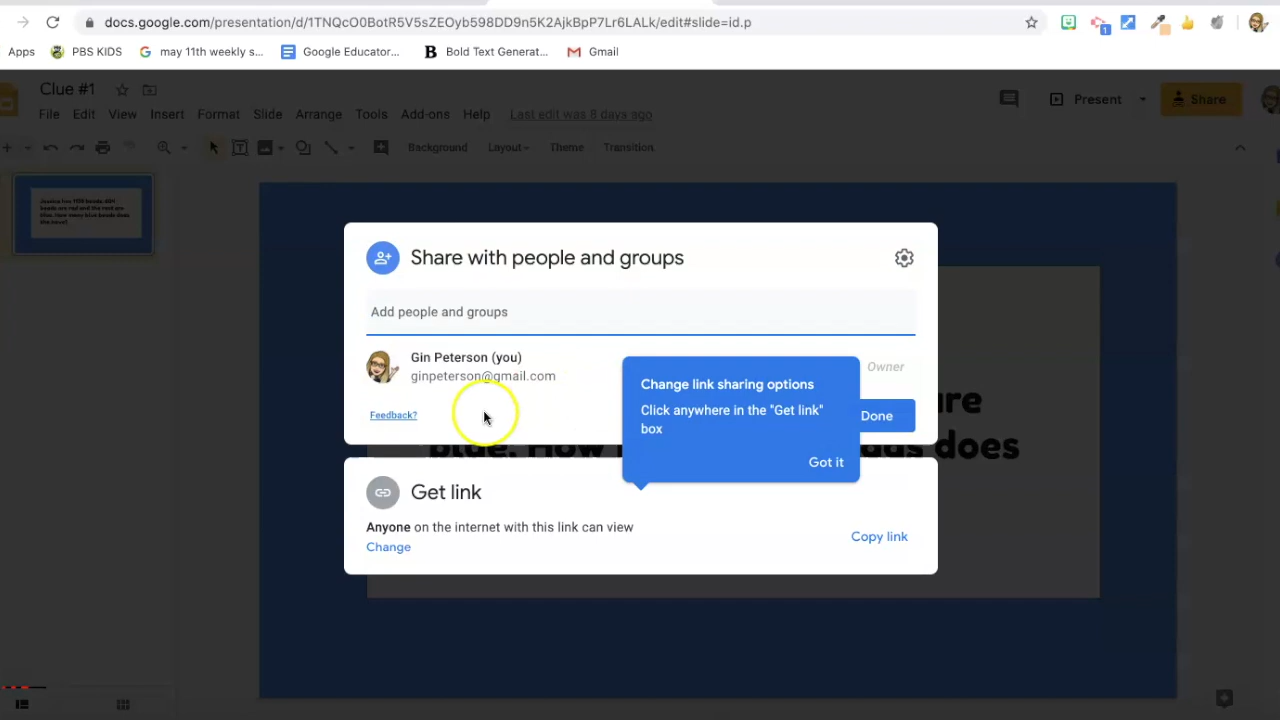 docs.google.com/presentation/d/1TNQcO0BotR5V5sZEOyb598DD9n5K2AjkBpP7Lr6LALk/edit#slide=id.p
1
Apps PBS KIDS may 11th weekly s... Google Educator... B Bold Text Generat... Gmail
Clue #1
Present
Share
File Edit View Insert Format Slide Arrange Tools Add-ons Help Last edit was 8 days ago
Background Layout Theme Transition
Share with people and groups
Add people and groups
Gin Peterson (you)
ginpeterson@gmail.com
Owner
Feedback?
Change link sharing options
Click anywhere in the "Get link"
box
Got it
Done
blue. How does
Get link
Anyone on the internet with this link can view
Change
Copy link